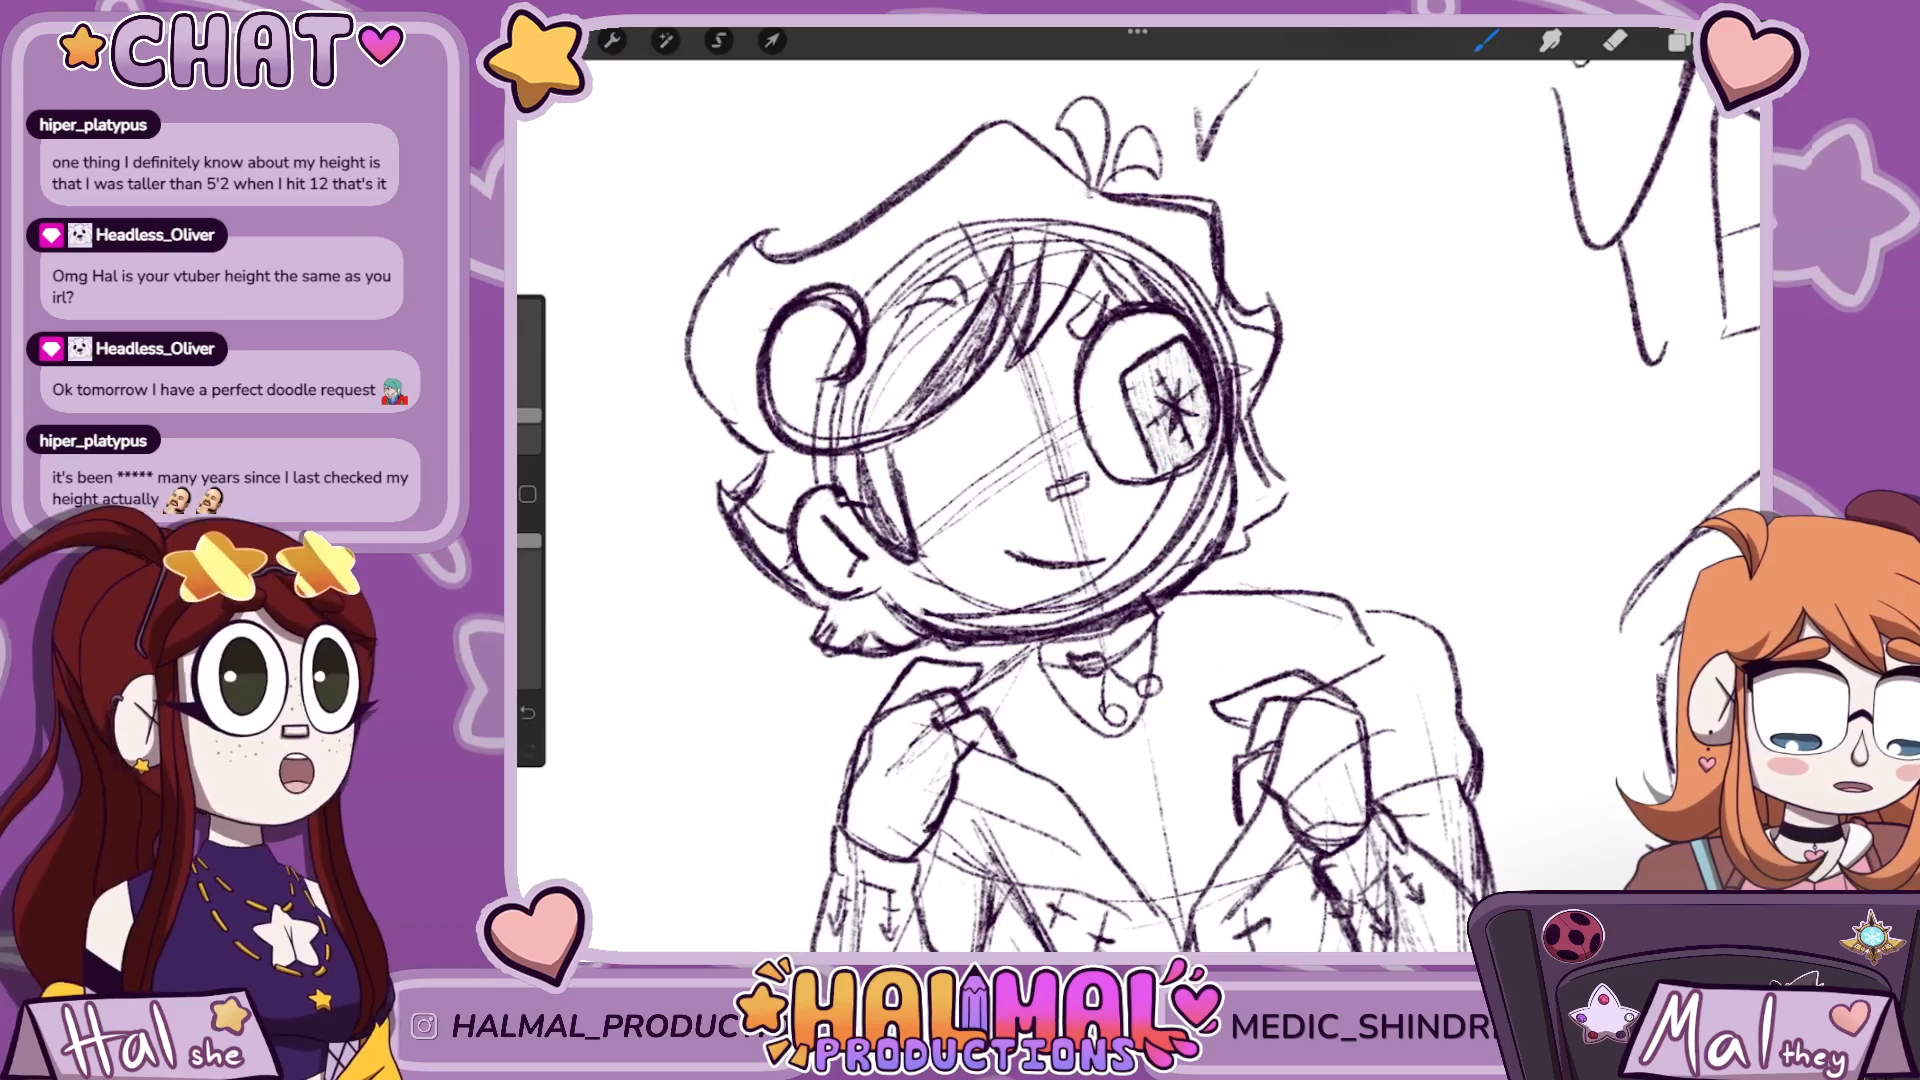 CHAT
hiper_platypus
one thing I definitely know about my height is
that I was taller than 5'2 when I hit 12 that's it
Headless_Oliver
Omg Hal is your vtuber height the same as you
irl?
Headless_Oliver
Ok tomorrow I have a perfect doodle request
hiper_platypus
it's been ***** many years since I last checked my
height actually
Hal she
HALMAL_PRODUC
HALMAL
PRODUCTIONS
MEDIC_SHINDR
Mal they